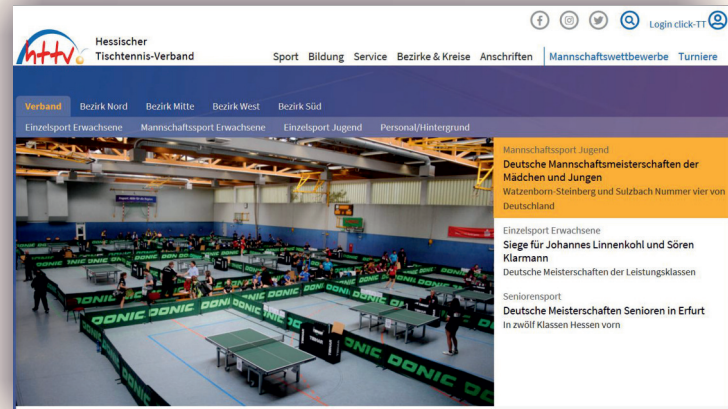 Login click-TT
httv
Hessischer
Tischtennis-Verband
Sport Bildung Service Bezirke & Kreise Anschriften Mannschaftswettbewerbe Turniere
Verband Bezirk Nord Bezirk Mitte Bezirk West Bezirk Süd
Einzelsport Erwachsene Mannschaftssport Erwachsene Einzelsport Jugend Personal/Hintergrund
Mannschaftssport Jugend
Deutsche Mannschaftsmeisterschaften der
Mädchen und Jungen
Watzenborn-Steinberg und Sulzbach Nummer vier von
Deutschland
Einzelsport Erwachsene
Siege für Johannes Linnenkohl und Sören
Klarmann
Deutsche Meisterschaften der Leistungsklassen
Seniorensport
Deutsche Meisterschaften Senioren in Erfurt
In zwölf Klassen Hessen vorn
DONIC DONIC DONIC DONIC